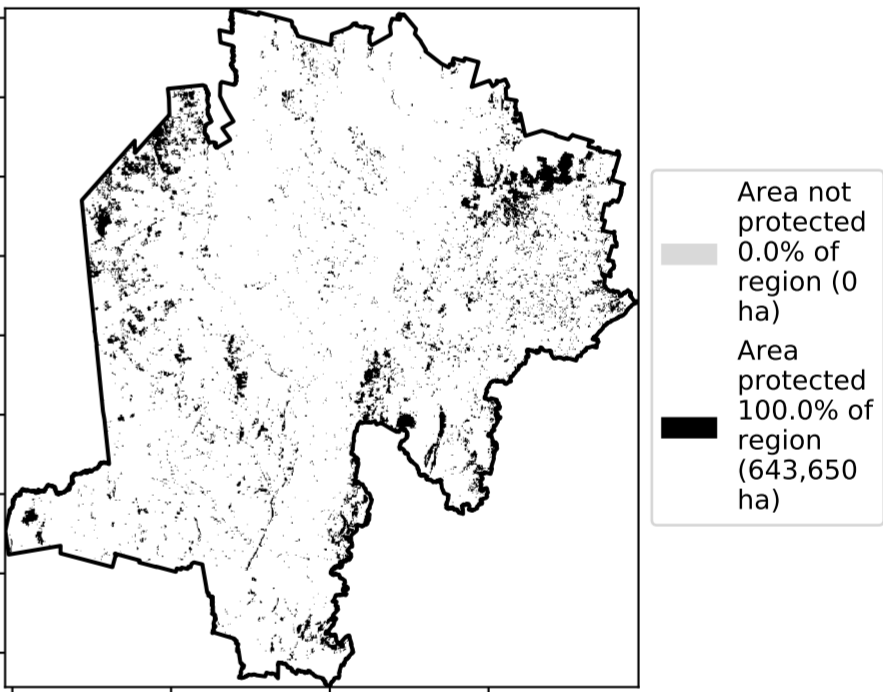 Area not
protected
0.0% of
region (0
ha)
Area
protected
100.0% of
region
(643,650
ha)